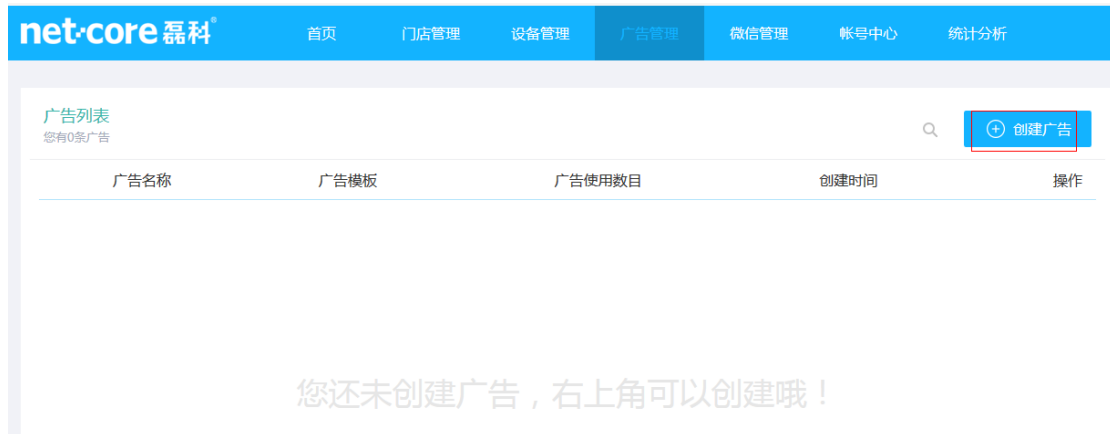 net·core磊科® 首页 门店管理 设备管理 广告管理 微信管理 帐号中心 统计分析
广告列表
您有0条广告
创建广告
广告名称 广告模板 广告使用数目 创建时间 操作
您还未创建广告，右上角可以创建哦！